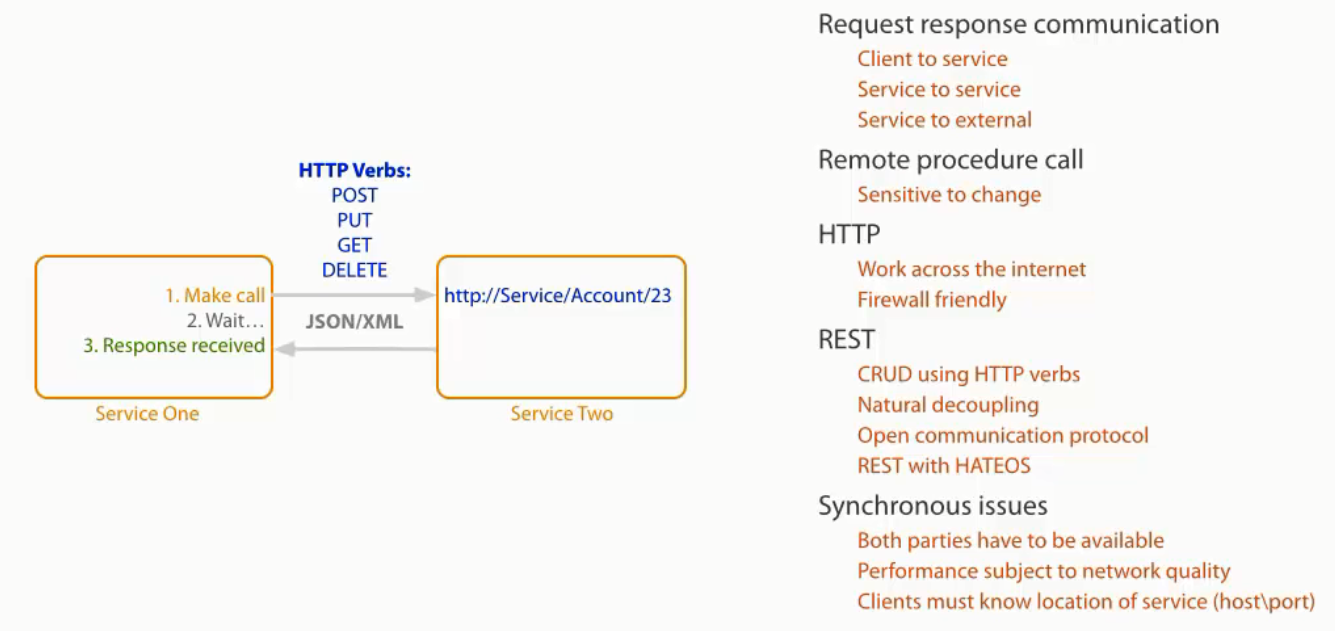 HTTP Verbs:
POST
PUT
GET
DELETE
1. Make call
2. Wait...
3. Response received
JSON/XML
http://Service/Account/23
Service One
Service Two
Request response communication
Client to service
Service to service
Service to external
Remote procedure call
Sensitive to change
HTTP
Work across the internet
Firewall friendly
REST
CRUD using HTTP verbs
Natural decoupling
Open communication protocol
REST with HATEOS
Synchronous issues
Both parties have to be available
Performance subject to network quality
Clients must know location of service (host\port)